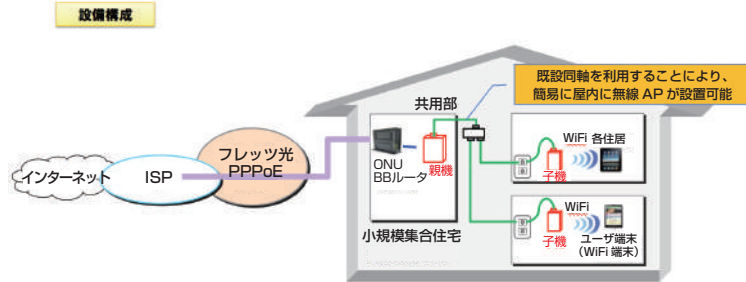 設備構成
既設同軸を利用することにより、
簡易に屋内に無線 AP が設置可能
共用部
インターネット
ISP
フレッツ光
PPPoE
ONU
BBルータ
親機
小規模集合住宅
WiFi 各住居
子機
WiFi
子機
ユーザ端末
（WiFi 端末）